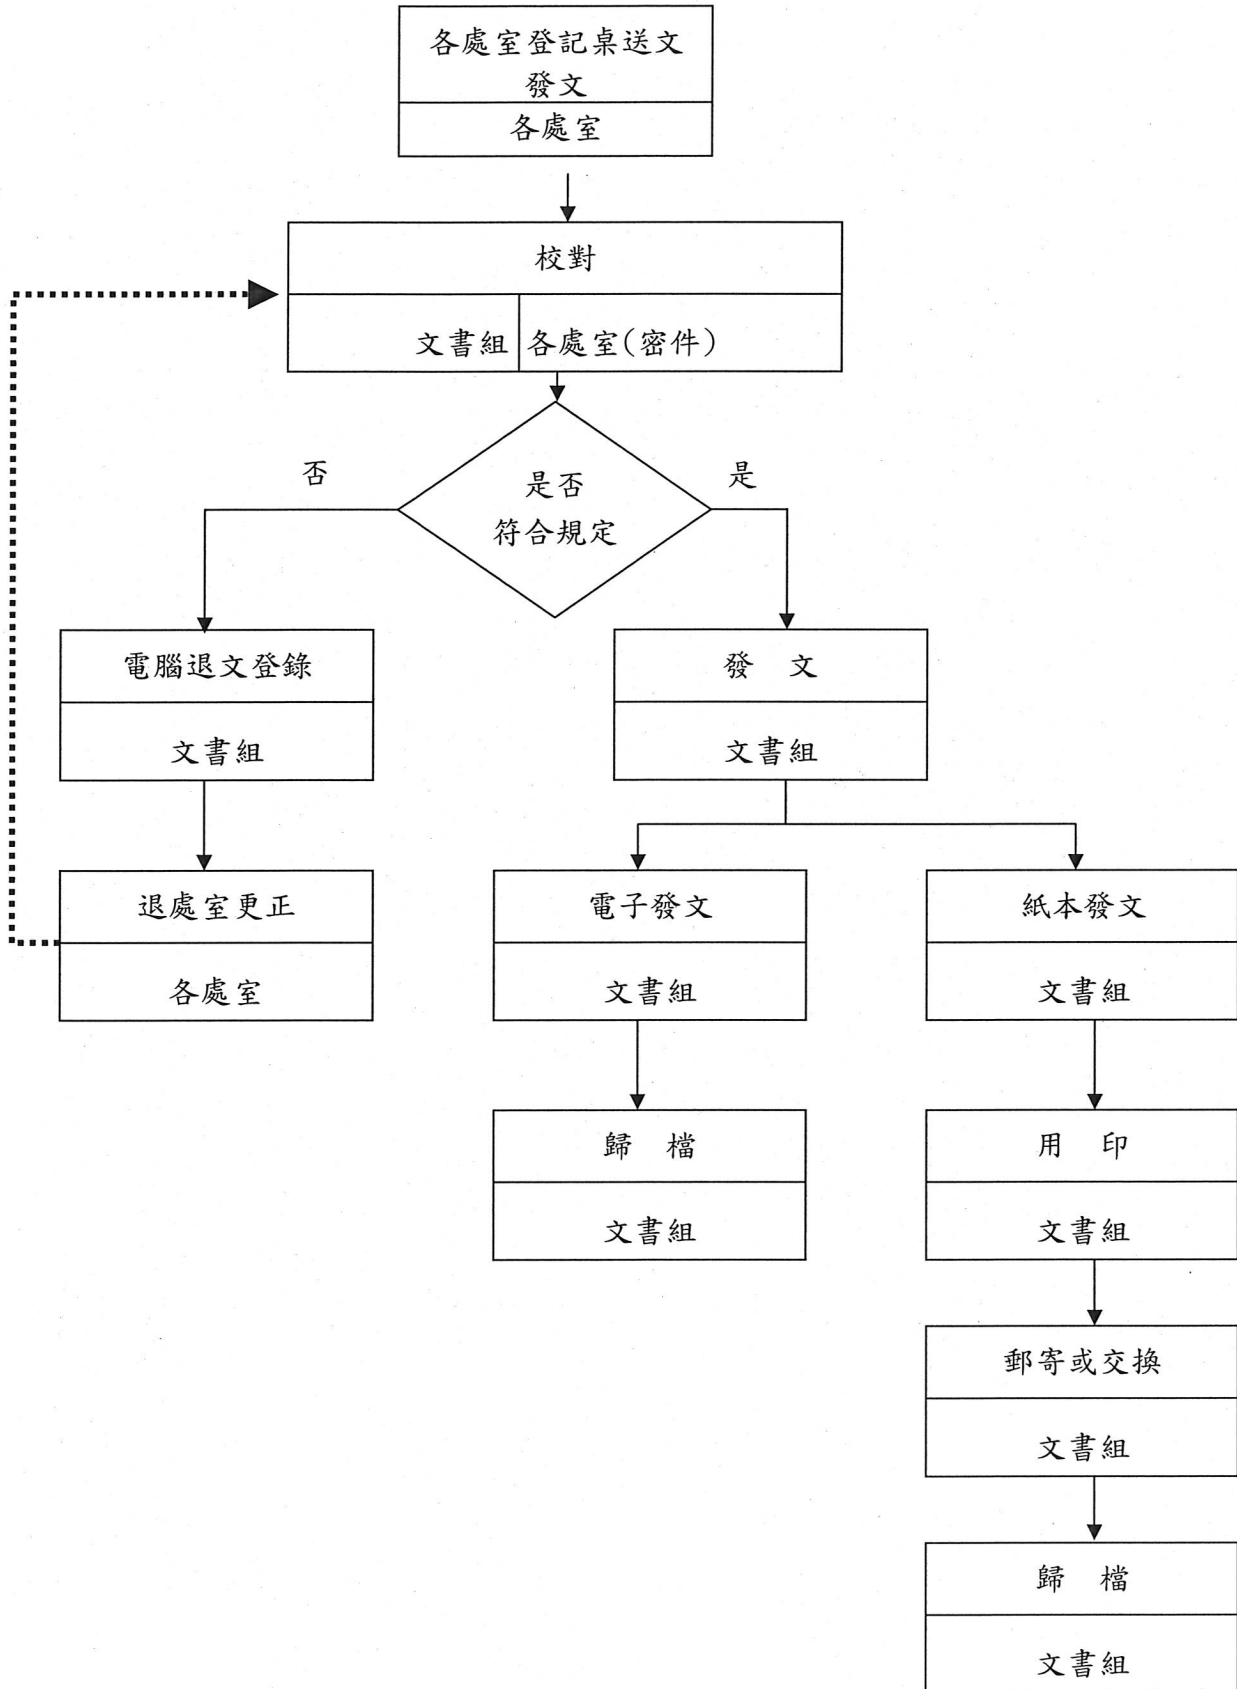 各處室登記桌送文
發文
各處室
校對
文書組 各處室(密件)
否
是
是否
符合規定
電腦退文登錄
發 文
文書組
文書組
退處室更正
電子發文
紙本發文
各處室
文書組
文書組
歸 檔
用 印
文書組
文書組
郵寄或交換
文書組
歸 檔
文書組